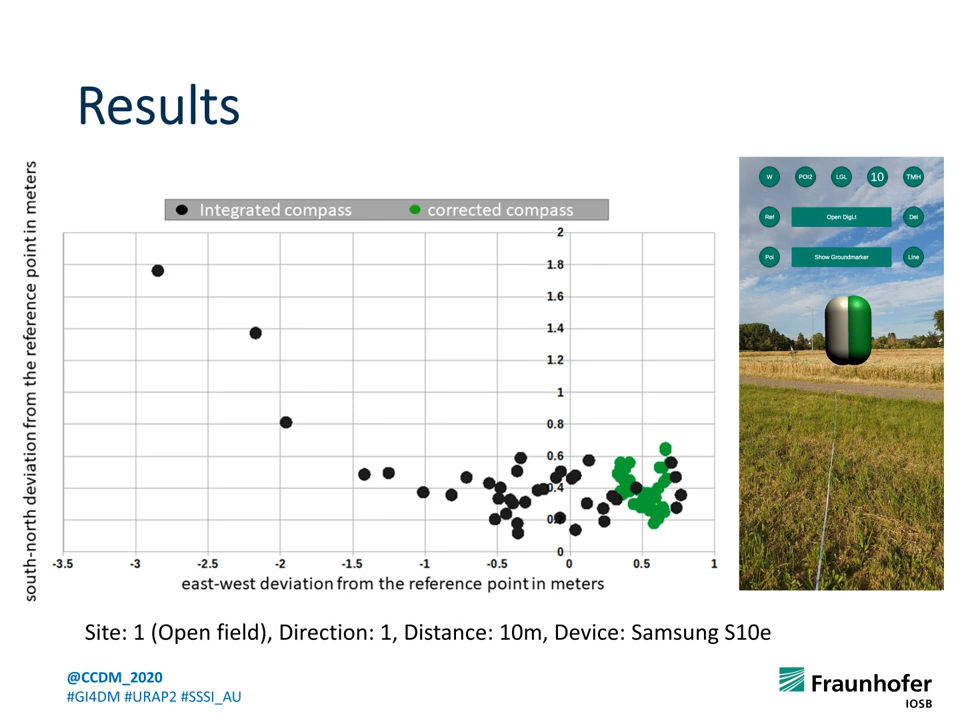 Results
south-north deviation from the reference point in meters
Integrated compass
corrected compass
2
1.8
1.6
1.4
1.2
1
0.8
0.6
0.4
0
-3.5 -3 -2.5 -2 -1.5 -1 -0.5 0 0.5 1
east-west deviation from the reference point in meters
W POI2 LGL 10 TMH
Ref Open DigLt Del
Poi Show Groundmarker Line
Site: 1 (Open field), Direction: 1, Distance: 10m, Device: Samsung S10e
@CCDM_2020
#GI4DM #URAP2 #SSSI_AU
Fraunhofer
IOSB